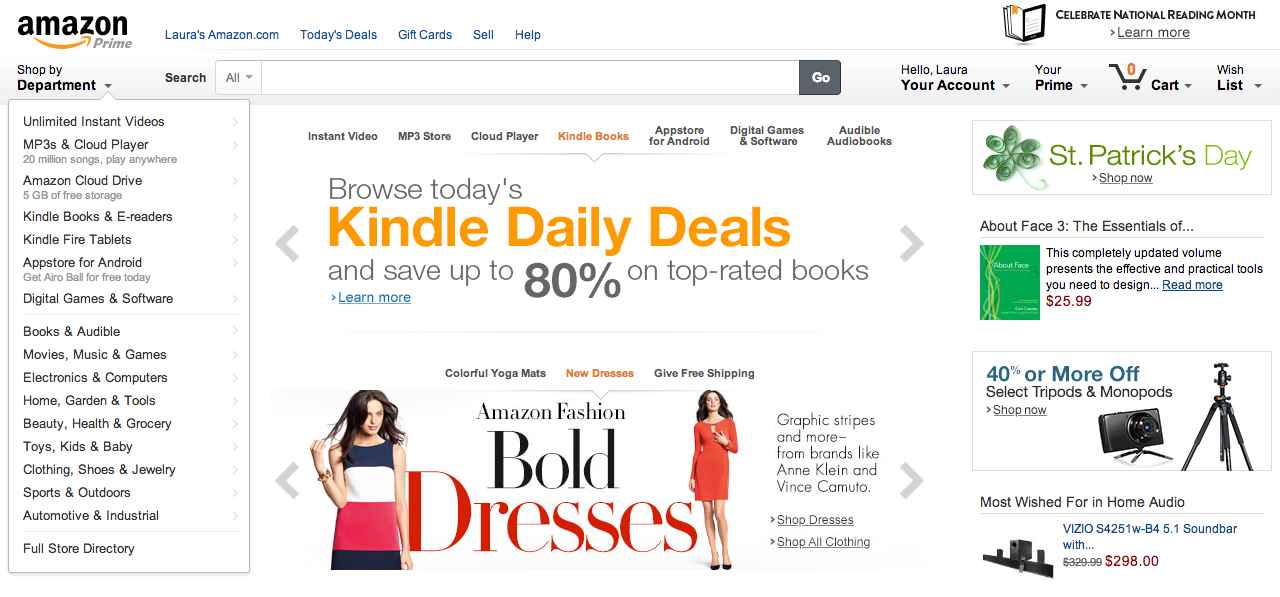 amazon
Prime
Laura's Amazon.com Today's Deals Gift Cards Sell Help
CELEBRATE NATIONAL READING MONTH
Learn more
Shop by
Department
Search All Go
Hello, Laura
Your Account
Your
Prime
0
Cart
Wish
List
Unlimited Instant Videos
MP3s & Cloud Player
20 million songs, play anywhere
Amazon Cloud Drive
5 GB of free storage
Kindle Books & E-readers
Kindle Fire Tablets
Appstore for Android
Get Airo Ball for free today
Digital Games & Software
Books & Audible
Movies, Music & Games
Electronics & Computers
Home, Garden & Tools
Beauty, Health & Grocery
Toys, Kids & Baby
Clothing, Shoes & Jewelry
Sports & Outdoors
Automotive & Industrial
Full Store Directory
Instant Video
MP3 Store
Cloud Player
Kindle Books
Appstore
for Android
Digital Games
& Software
Audible
Audiobooks
Browse today's
Kindle Daily Deals
and save up to 80% on top-rated books
Learn more
Colorful Yoga Mats New Dresses Give Free Shipping
Amazon Fashion
Bold
Dresses
Graphic stripes
and more–
from brands like
Anne Klein and
Vince Camuto.
Shop Dresses
Shop All Clothing
St. Patrick's Day
Shop now
About Face 3: The Essentials of...
About Face
This completely updated volume
presents the effective and practical tools
you need to design... Read more
$25.99
40% or More Off
Select Tripods & Monopods
Shop now
Most Wished For in Home Audio
VIZIO S4251w-B4 5.1 Soundbar
with...
$329.99 $298.00